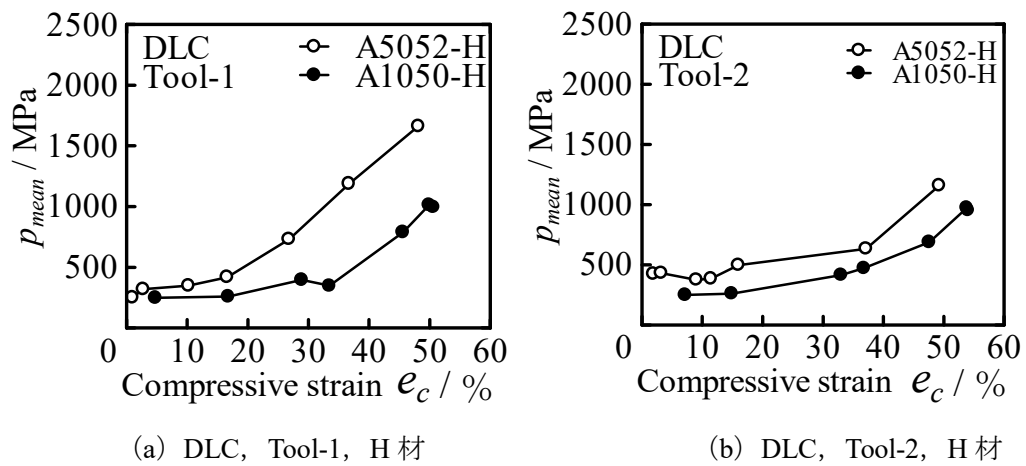 2500
2000
1500
1000
500
0
10
20
30
40
50
60
p_mean / MPa
DLC
Tool-1
A5052-H
A1050-H
Compressive strain e_c / %
(a) DLC, Tool-1, H 材
2500
2000
1500
1000
500
0
10
20
30
40
50
60
p_mean / MPa
DLC
Tool-2
A5052-H
A1050-H
Compressive strain e_c / %
(b) DLC, Tool-2, H 材